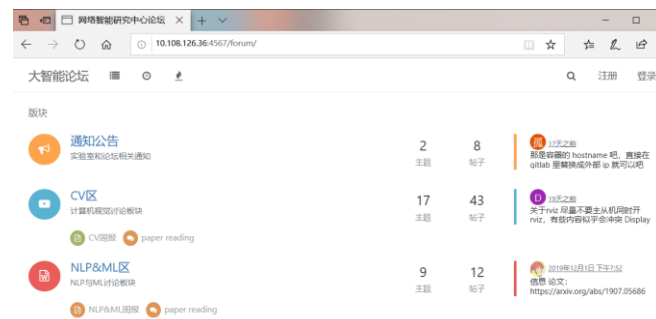 网络智能研究中心论坛
10.108.126.36:4567/forum/
大智能论坛
注册 登录
版块
通知公告
实验室和论坛相关通知
2 主题
8 帖子
17天之前
那是容器的 hostname 吧，直接在
gitlab 里替换成外部 ip 就可以吧
CV区
计算机视觉讨论板块
CV周报 paper reading
17 主题
43 帖子
D 19天之前
关于rviz 尽量不要主从机同时开
rviz，有些内容似乎会冲突 Display
NLP&ML区
NLP与ML讨论板块
NLP&ML周报 paper reading
9 主题
12 帖子
2019年12月1日 下午7:52
信息 论文：
https://arxiv.org/abs/1907.05686